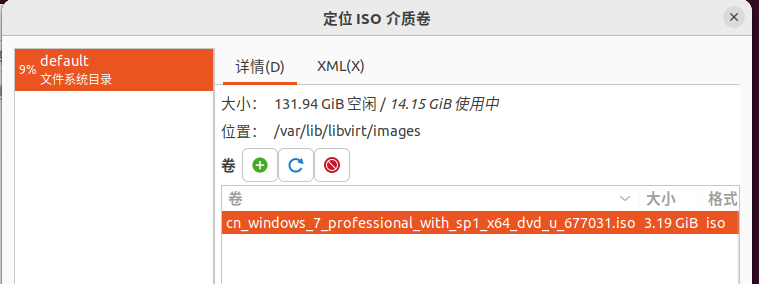 定位 ISO 介质卷
9% default
文件系统目录
详情(D) XML(X)
大小： 131.94 GiB 空闲 / 14.15 GiB 使用中
位置： /var/lib/libvirt/images
卷
卷 大小 格式
cn_windows_7_professional_with_sp1_x64_dvd_u_677031.iso 3.19 GiB iso